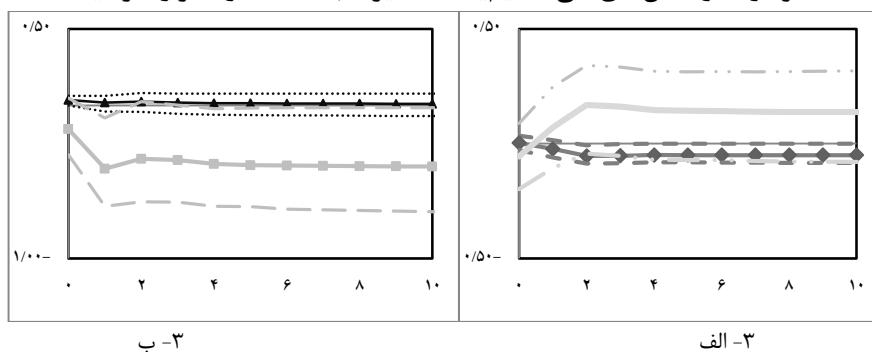 ۰/۵۰
۰/۵۰-
۰ ۲ ۴ ۶ ۸ ۱۰
۳- الف
۰/۵۰
۱/۰۰-
۰ ۲ ۴ ۶ ۸ ۱۰
۳- ب